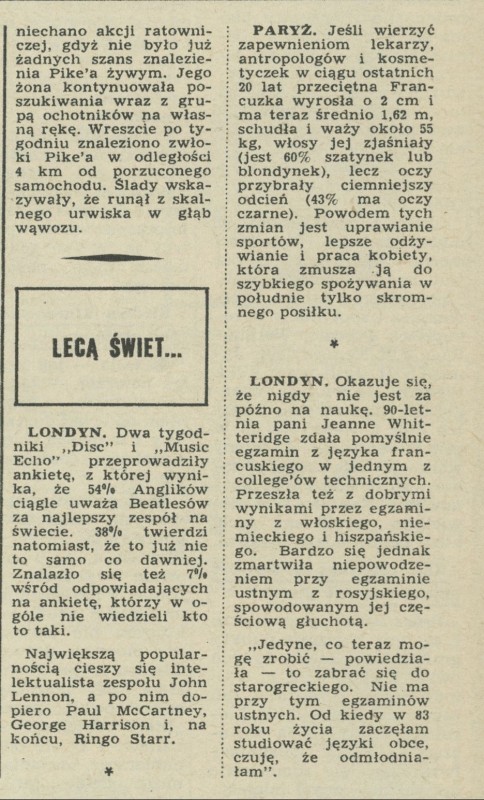 niechano akcji ratowni-
czej, gdyż nie było już
żadnych szans znalezie-
nia Pike'a żywym. Jego
żona kontynuowała po-
szukiwania wraz z gru-
pą ochotników na włas-
ną rękę. Wreszcie po ty-
godniu znaleziono zwło-
ki Pike'a w odległości
4 km od porzuconego
samochodu. Ślady wska-
zywały, że runął z skal-
nego urwiska w głąb
wąwozu.
LECĄ ŚWIET...
LONDYN. Dwa tygod-
niki „Disc" i „Music
Echo" przeprowadziły
ankietę, z której wyni-
ka, że 54% Anglików
ciągle uważa Beatlesów
za najlepszy zespół na
świecie. 38% twierdzi
natomiast, że to już nie
to samo co dawniej.
Znalazło się też 7%
wśród odpowiadających
na ankietę, którzy w o-
góle nie wiedzieli kto
to taki.
Największą popular-
nością cieszy się inte-
lektualista zespołu John
Lennon, a po nim do-
piero Paul McCartney,
George Harrison i, na
końcu, Ringo Starr.
*
PARYŻ. Jeśli wierzyć
zapewnieniom lekarzy,
antropologów i kosme-
tyczek w ciągu ostatnich
20 lat przeciętna Fran-
cuzka wyrosła o 2 cm i
ma teraz średnio 1,62 m,
schudła i waży około 55
kg, włosy jej zjaśniały
(jest 60% szatynek lub
blondynek), lecz oczy
przybrały ciemniejszy
odcień (43% ma oczy
czarne). Powodem tych
zmian jest uprawianie
sportów, lepsze odży-
wianie i praca kobiety,
która zmusza ją do
szybkiego spożywania w
południe tylko skrom-
nego posiłku.
*
LONDYN. Okazuje się,
że nigdy nie jest za
późno na naukę. 90-let-
nia pani Jeanne Whit-
teridge zdała pomyślnie
egzamin z języka fran-
cuskiego w jednym z
college'ów technicznych.
Przeszła też z dobrymi
wynikami przez egzami-
ny z włoskiego, nie-
mieckiego i hiszpańskie-
go. Bardzo się jednak
zmartwiła niepowodze-
niem przy egzaminie
ustnym z rosyjskiego,
spowodowanym jej czę-
ściową głuchotą.
„Jedyne, co teraz mo-
gę zrobić — powiedzia-
ła — to zabrać się do
starogreckiego. Nie ma
przy tym egzaminów
ustnych. Od kiedy w 83
roku życia zaczęłam
studiować języki obce,
czuję, że odmłodnia-
łam".